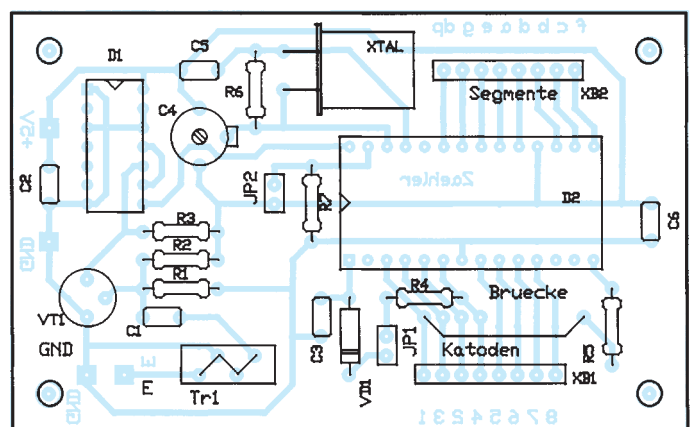 f c b d a e g dp
C5
D1
XTAL
R6
Segmente
XB2
C4
+5V
C2
JP2
R7
Zaehler
D2
C6
GND
R3
R2
R1
R4
Bruecke
VT1
C1
C3
VD1
JP1
Katoden
R5
GND
E
E
Tr1
XB1
GND
8 7 6 5 4 2 3 1